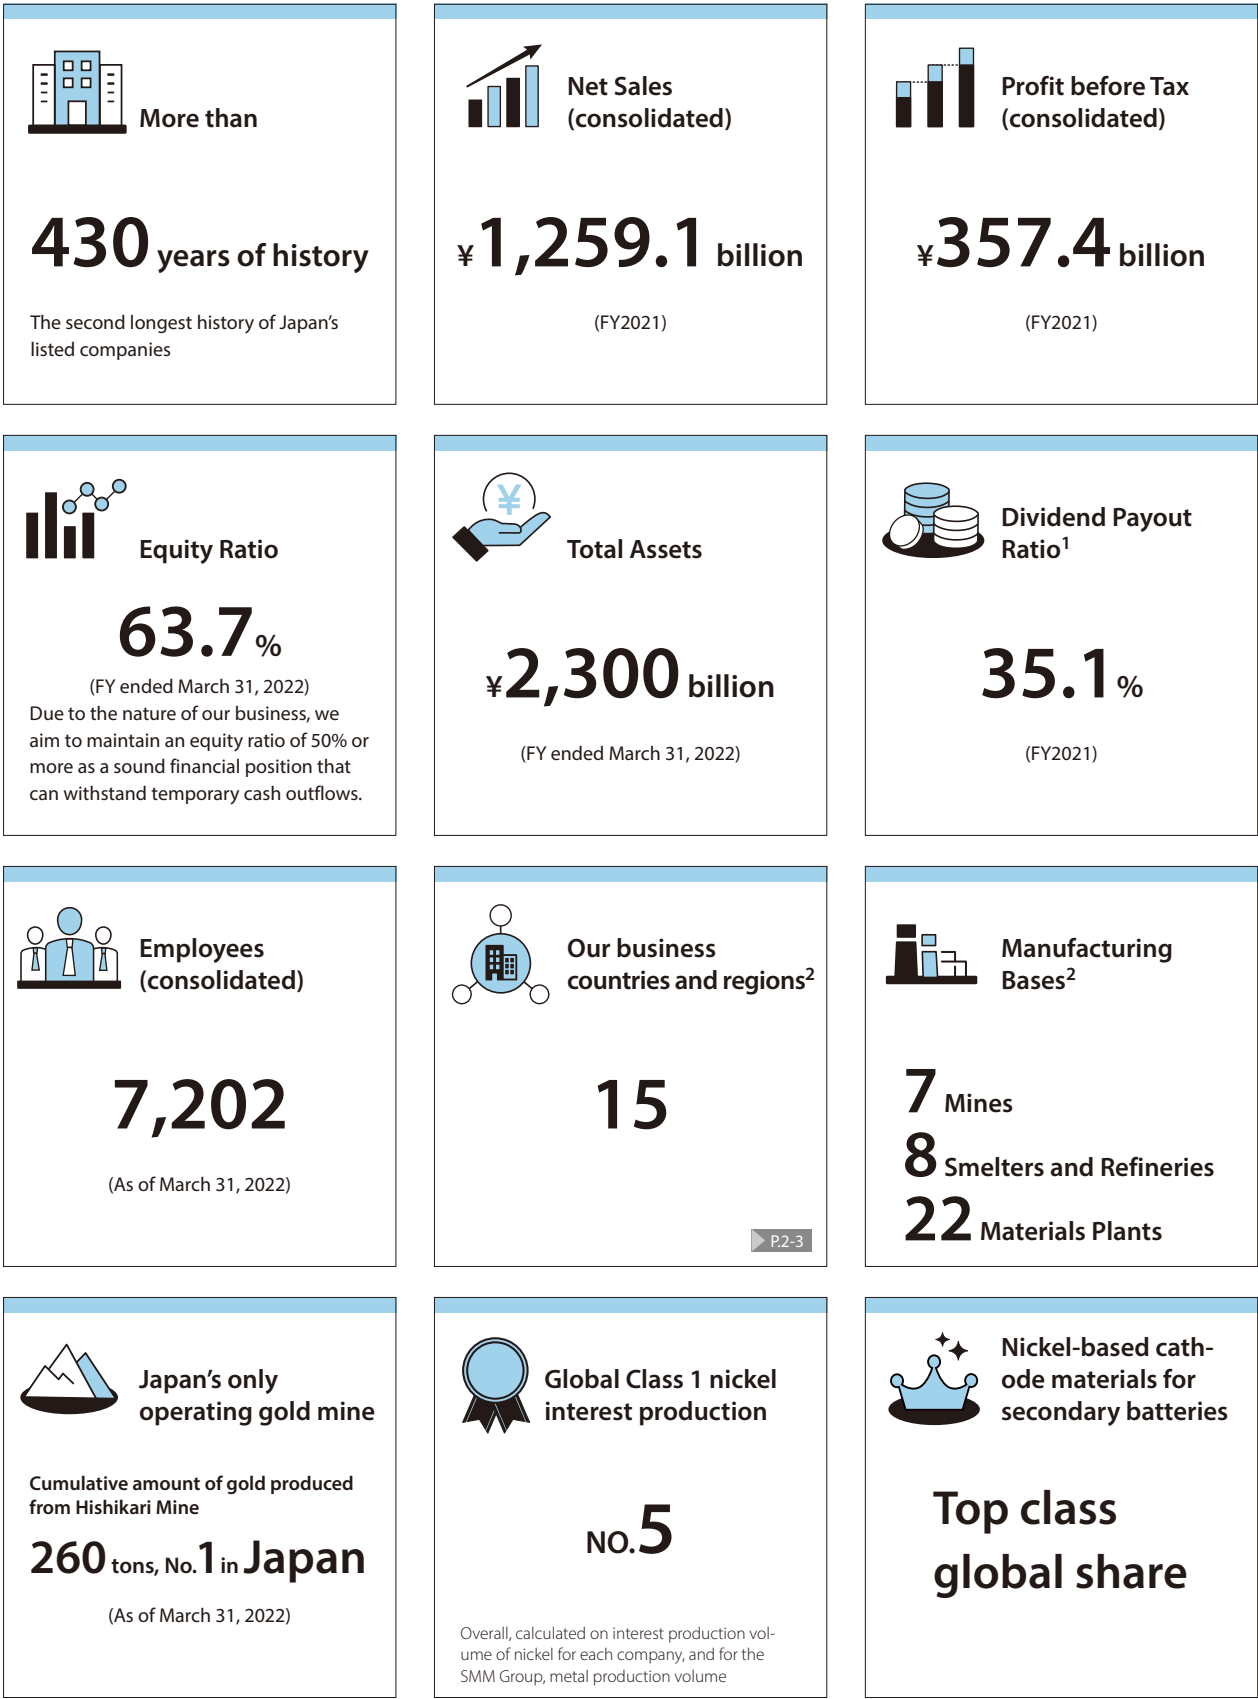 More than
430 years of history
The second longest history of Japan's
listed companies
Net Sales
(consolidated)
¥1,259.1 billion
(FY2021)
Profit before Tax
(consolidated)
¥357.4 billion
(FY2021)
Equity Ratio
63.7%
(FY ended March 31, 2022)
Due to the nature of our business, we
aim to maintain an equity ratio of 50% or
more as a sound financial position that
can withstand temporary cash outflows.
¥
Total Assets
¥2,300 billion
(FY ended March 31, 2022)
Dividend Payout
Ratio1
35.1%
(FY2021)
Employees
(consolidated)
7,202
(As of March 31, 2022)
Our business
countries and regions2
15
P.2-3
Manufacturing
Bases2
7 Mines
8 Smelters and Refineries
22 Materials Plants
Japan's only
operating gold mine
Cumulative amount of gold produced
from Hishikari Mine
260 tons, No.1 in Japan
(As of March 31, 2022)
Global Class 1 nickel
interest production
NO.5
Overall, calculated on interest production vol-
ume of nickel for each company, and for the
SMM Group, metal production volume
Nickel-based cath-
ode materials for
secondary batteries
Top class
global share